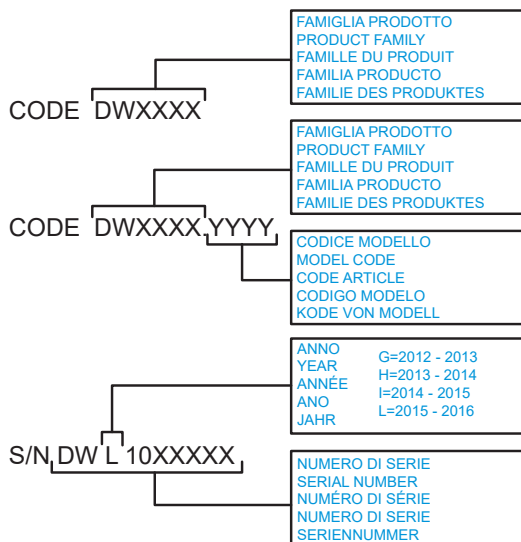 FAMIGLIA PRODOTTO
PRODUCT FAMILY
FAMILLE DU PRODUIT
FAMILIA PRODUCTO
FAMILIE DES PRODUKTES
CODE DWXXXX
FAMIGLIA PRODOTTO
PRODUCT FAMILY
FAMILLE DU PRODUIT
FAMILIA PRODUCTO
FAMILIE DES PRODUKTES
CODE DWXXXX.YYYY
CODICE MODELLO
MODEL CODE
CODE ARTICLE
CODIGO MODELO
KODE VON MODELL
ANNO
YEAR
ANNÉE
ANO
JAHR
G=2012 - 2013
H=2013 - 2014
I=2014 - 2015
L=2015 - 2016
S/N DW L 10XXXXX
NUMERO DI SERIE
SERIAL NUMBER
NUMÉRO DI SÉRIE
NUMERO DI SERIE
SERIENNUMMER